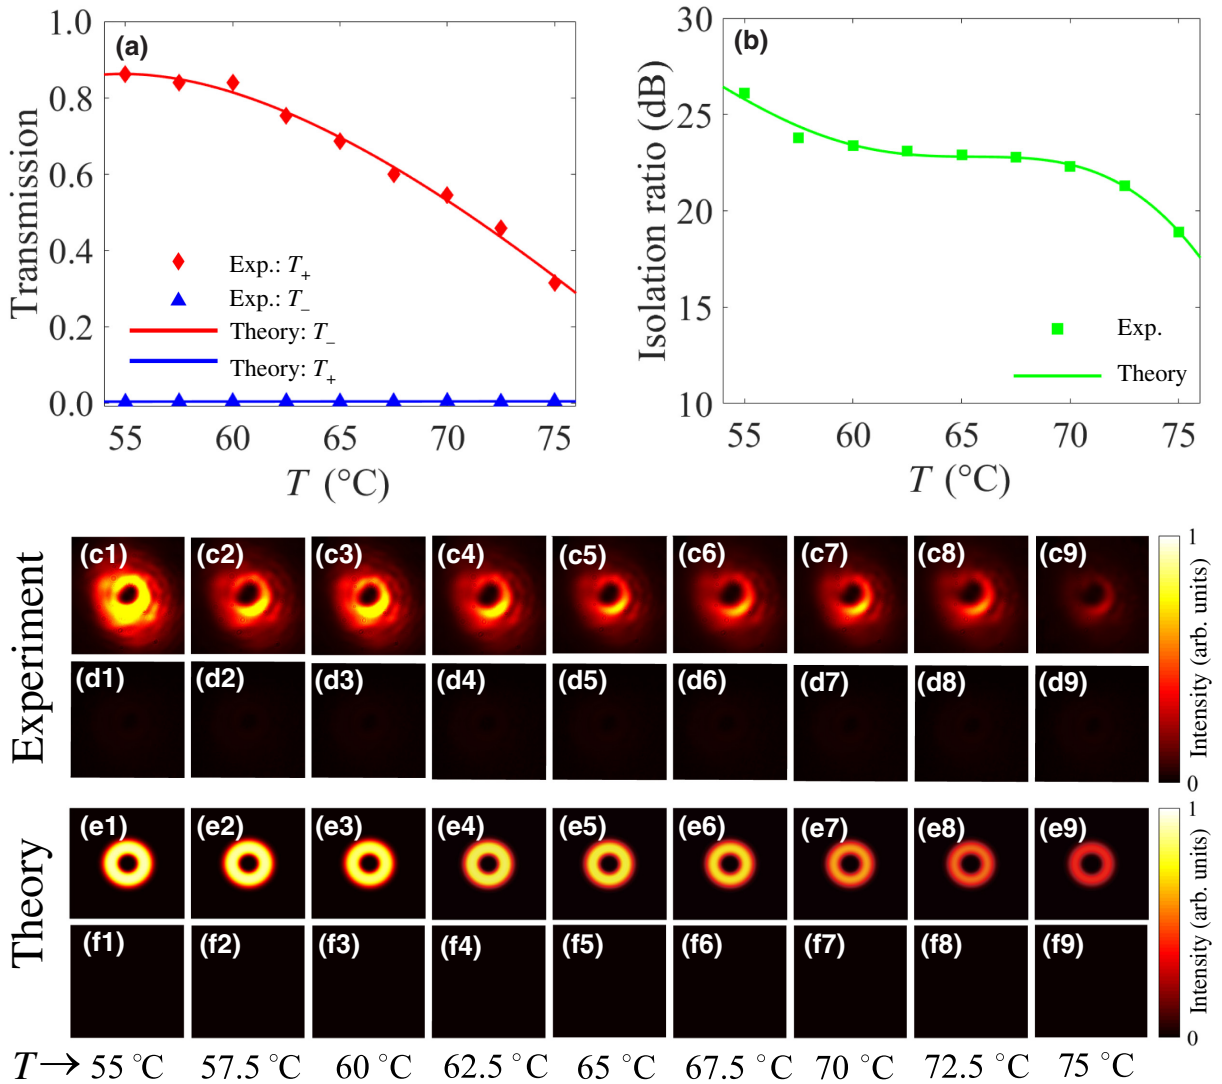 (a)
1.0
0.8
0.6
0.4
0.2
0.0
Transmission
Exp.: T+
Exp.: T−
Theory: T−
Theory: T+
55 60 65 70 75
T (°C)
(b)
30
25
20
15
10
Isolation ratio (dB)
Exp.
Theory
55 60 65 70 75
T (°C)
Experiment
(c1) (c2) (c3) (c4) (c5) (c6) (c7) (c8) (c9)
(d1) (d2) (d3) (d4) (d5) (d6) (d7) (d8) (d9)
1
Intensity (arb. units)
0
Theory
(e1) (e2) (e3) (e4) (e5) (e6) (e7) (e8) (e9)
(f1) (f2) (f3) (f4) (f5) (f6) (f7) (f8) (f9)
1
Intensity (arb. units)
0
T→ 55 °C 57.5 °C 60 °C 62.5 °C 65 °C 67.5 °C 70 °C 72.5 °C 75 °C